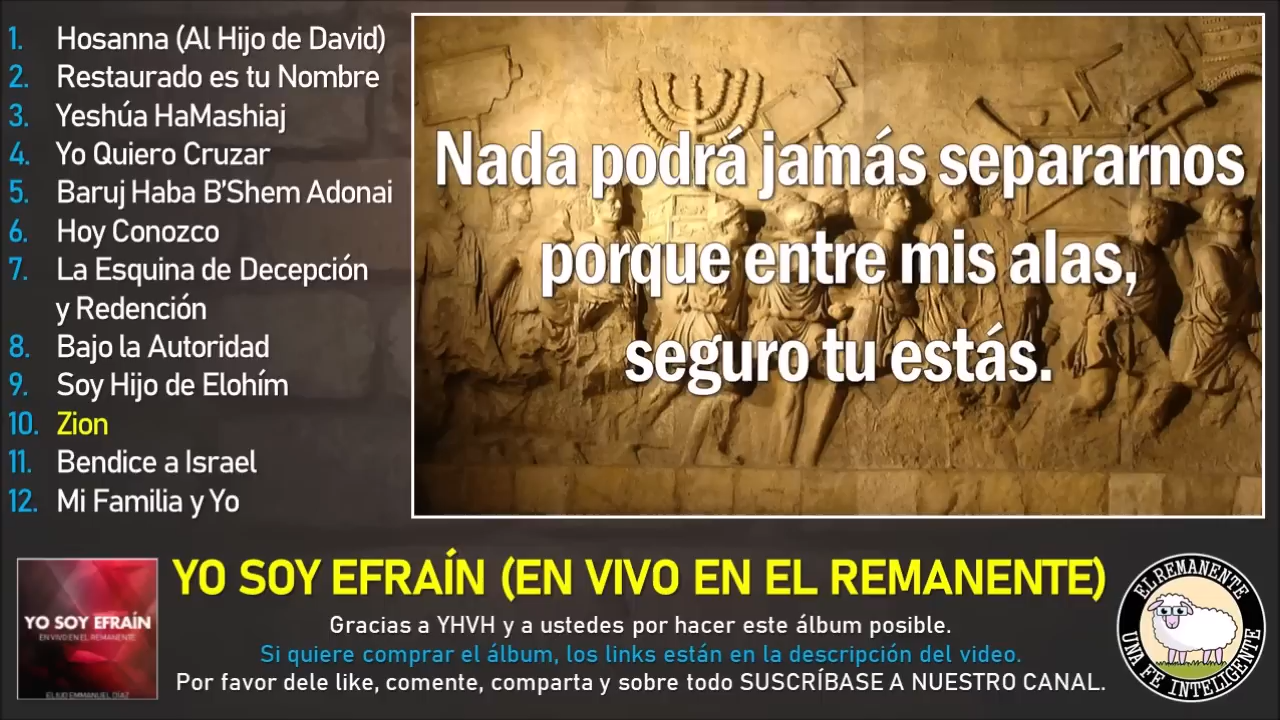 1. Hosanna (Al Hijo de David)
2. Restaurado es tu Nombre
3. Yeshúa HaMashiaj
4. Yo Quiero Cruzar
5. Baruj Haba B'Shem Adonai
6. Hoy Conozco
7. La Esquina de Decepción
y Redención
8. Bajo la Autoridad
9. Soy Hijo de Elohím
10. Zion
11. Bendice a Israel
12. Mi Familia y Yo
Nada podrá jamás separarnos
porque entre mis alas,
seguro tu estás.
YO SOY EFRAÍN
EN VIVO EN EL REMANENTE
ELIUD EMMANUEL DÍAZ
YO SOY EFRAÍN (EN VIVO EN EL REMANENTE)
Gracias a YHVH y a ustedes por hacer este álbum posible.
Si quiere comprar el álbum, los links están en la descripción del video.
Por favor dele like, comente, comparta y sobre todo SUSCRÍBASE A NUESTRO CANAL.
EL REMANENTE
UNA FE INTELIGENTE